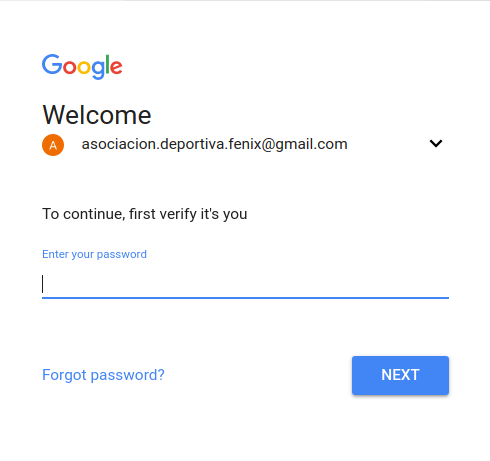 Google
Welcome
A asociacion.deportiva.fenix@gmail.com
To continue, first verify it's you
Enter your password
Forgot password? NEXT